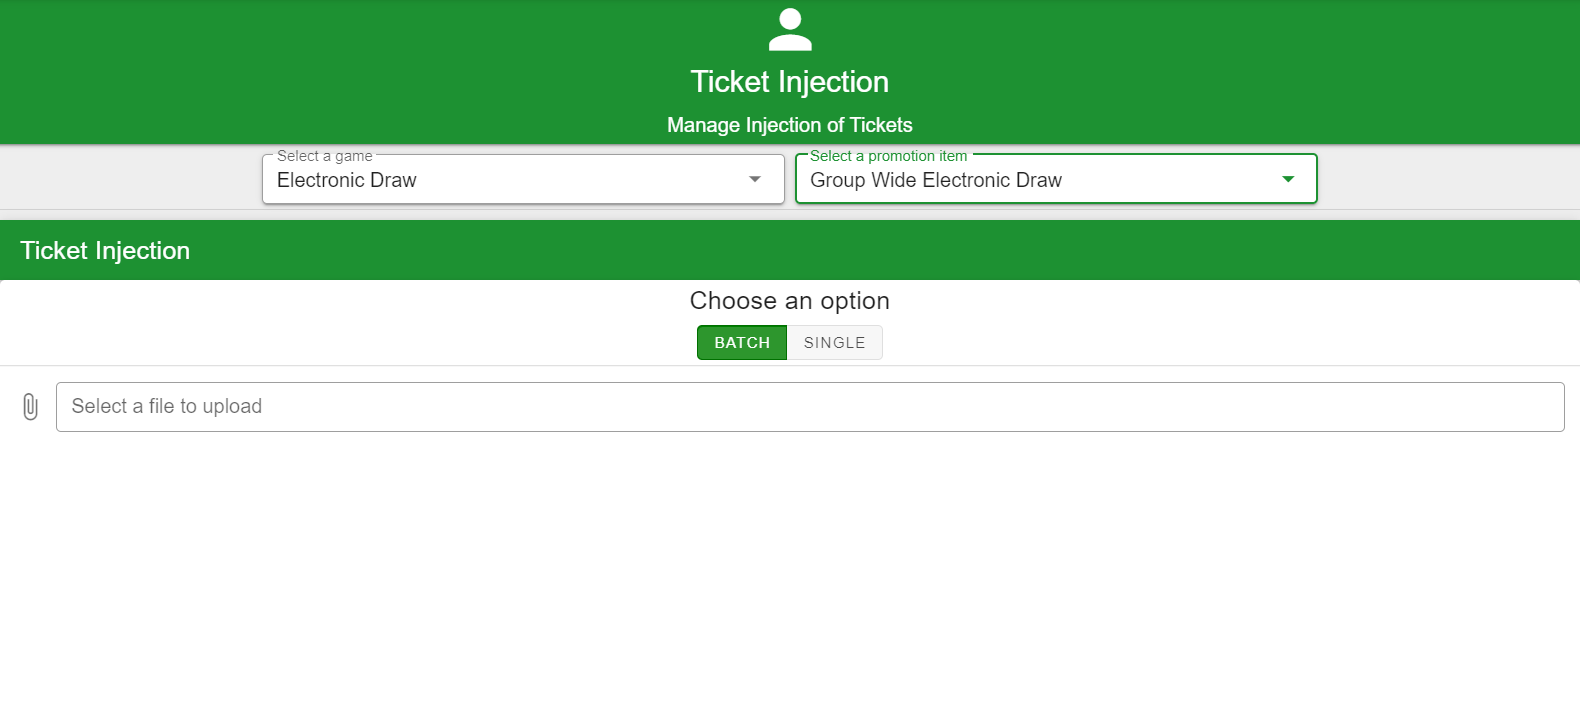 Ticket Injection
Manage Injection of Tickets
Select a game
Electronic Draw
Select a promotion item
Group Wide Electronic Draw
Ticket Injection
Choose an option
BATCH SINGLE
Select a file to upload